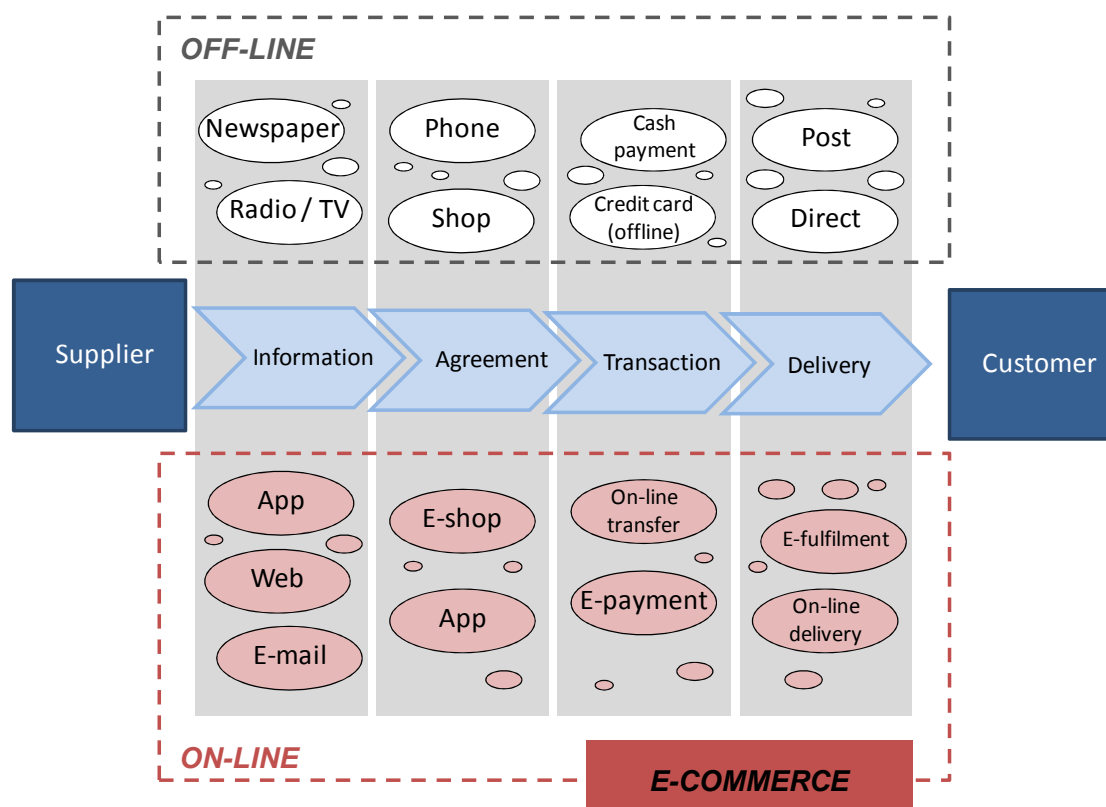 OFF-LINE
Newspaper
Radio / TV
Phone
Shop
Cash
payment
Credit card
(offline)
Post
Direct
Supplier
Information
Agreement
Transaction
Delivery
Customer
App
Web
E-mail
E-shop
App
On-line
transfer
E-payment
E-fulfilment
On-line
delivery
ON-LINE
E-COMMERCE